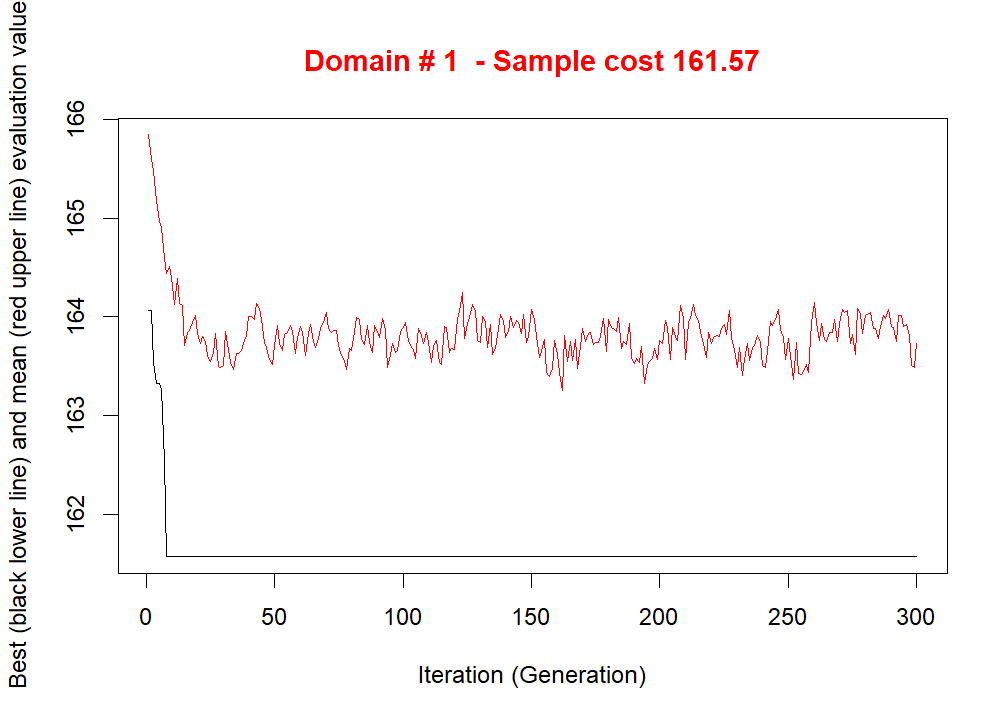 Domain # 1  - Sample cost 161.57
Best (black lower line) and mean (red upper line) evaluation value
166
165
164
163
162
0 50 100 150 200 250 300
Iteration (Generation)